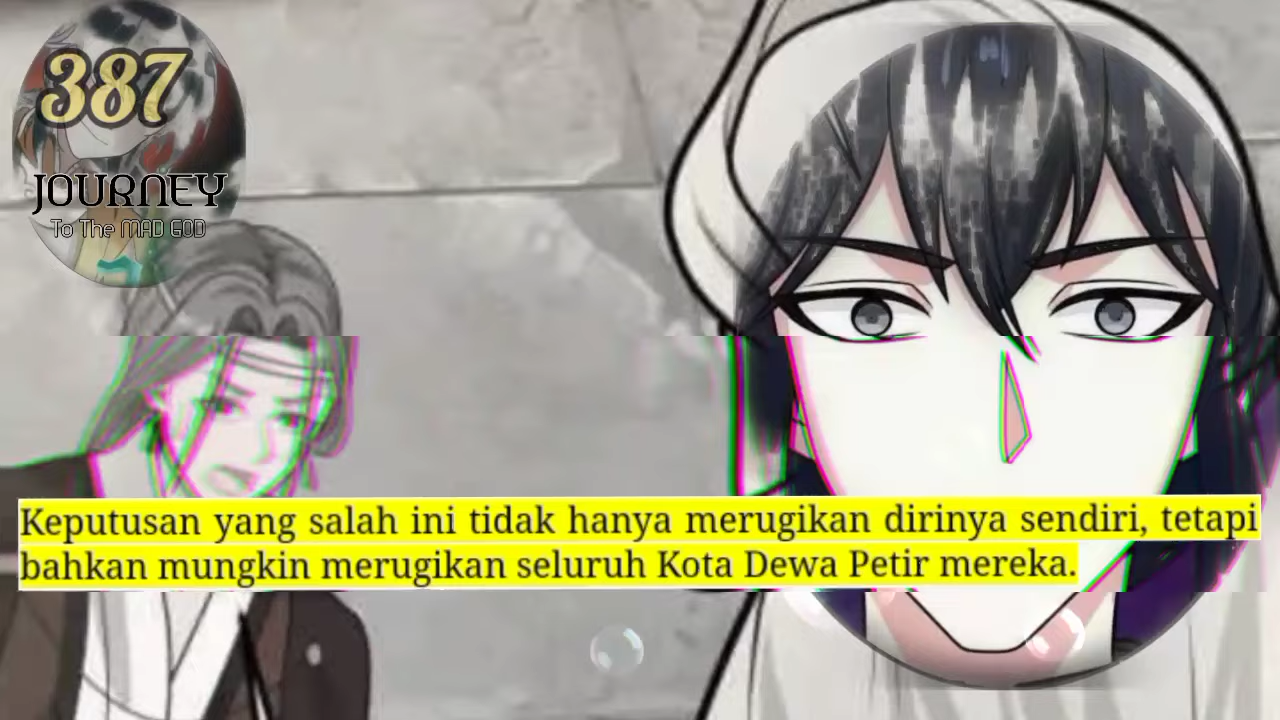 387
JOURNEY
To The MAD GOD
Keputusan yang salah ini tidak hanya merugikan dirinya sendiri, tetapi
bahkan mungkin merugikan seluruh Kota Dewa Petir mereka.